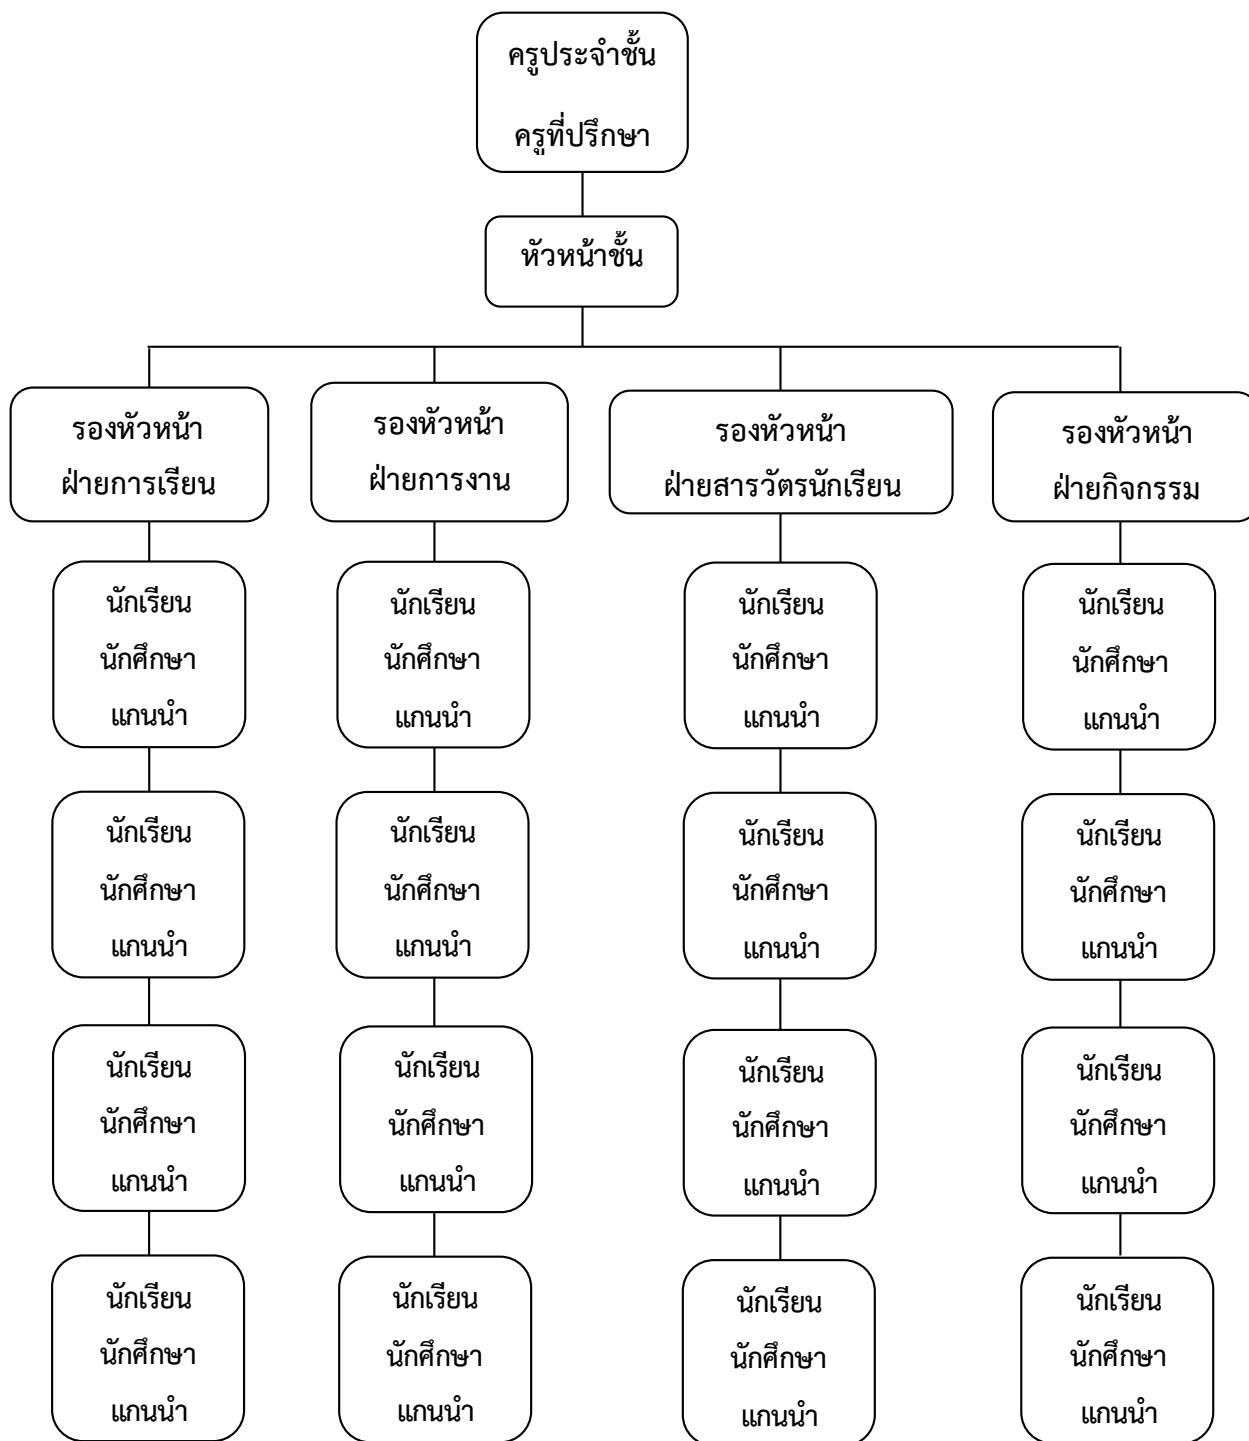 ครูประจำชั้น
ครูที่ปรึกษา
หัวหน้าชั้น
รองหัวหน้า
ฝ่ายการเรียน
รองหัวหน้า
ฝ่ายการงาน
รองหัวหน้า
ฝ่ายสารวัตรนักเรียน
รองหัวหน้า
ฝ่ายกิจกรรม
นักเรียน
นักศึกษา
แกนนำ
นักเรียน
นักศึกษา
แกนนำ
นักเรียน
นักศึกษา
แกนนำ
นักเรียน
นักศึกษา
แกนนำ
นักเรียน
นักศึกษา
แกนนำ
นักเรียน
นักศึกษา
แกนนำ
นักเรียน
นักศึกษา
แกนนำ
นักเรียน
นักศึกษา
แกนนำ
นักเรียน
นักศึกษา
แกนนำ
นักเรียน
นักศึกษา
แกนนำ
นักเรียน
นักศึกษา
แกนนำ
นักเรียน
นักศึกษา
แกนนำ
นักเรียน
นักศึกษา
แกนนำ
นักเรียน
นักศึกษา
แกนนำ
นักเรียน
นักศึกษา
แกนนำ
นักเรียน
นักศึกษา
แกนนำ